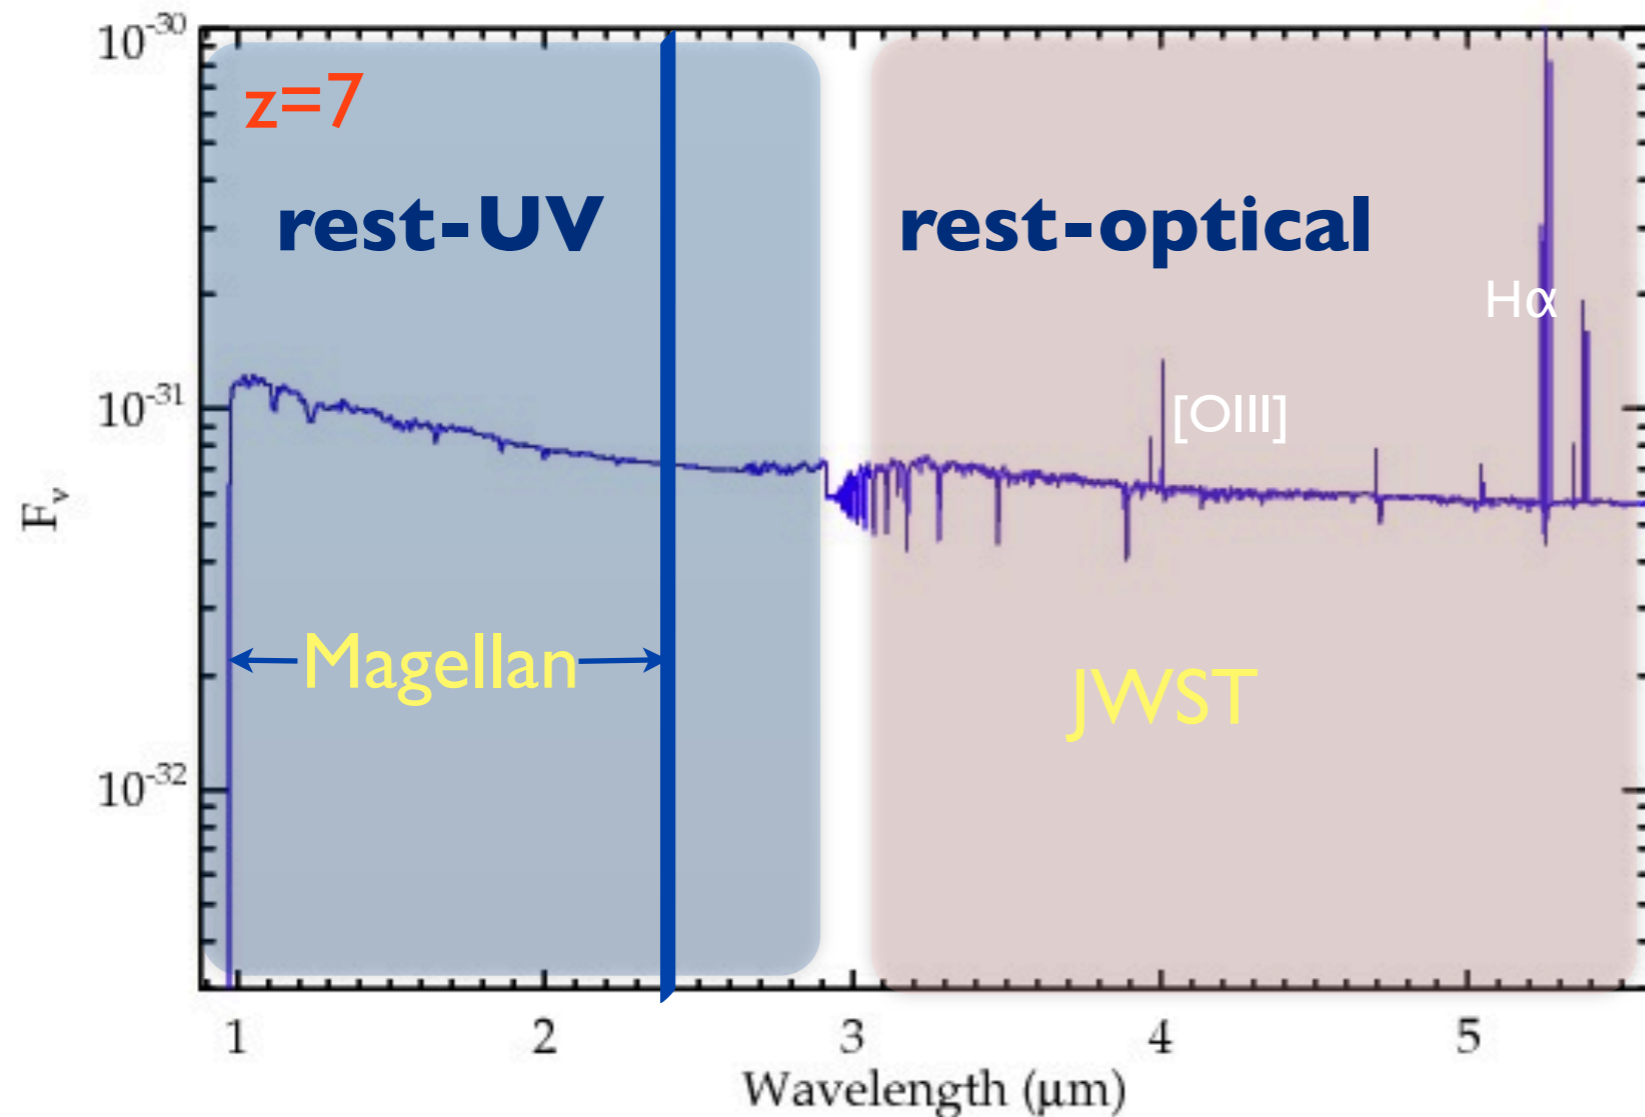 10⁻³⁰
z=7
rest-UV
rest-optical
Hα
10⁻³¹
[OIII]
Fν
Magellan
JWST
10⁻³²
1 2 3 4 5
Wavelength (μm)